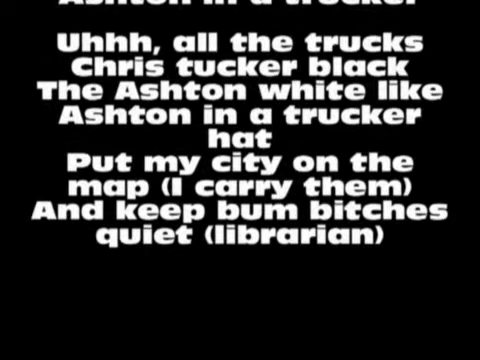 Ashton in a trucker
Uhhh, all the trucks
Chris tucker black
The Ashton white like
Ashton in a trucker
hat
Put my city on the
map (I carry them)
And keep bum bitches
quiet (librarian)